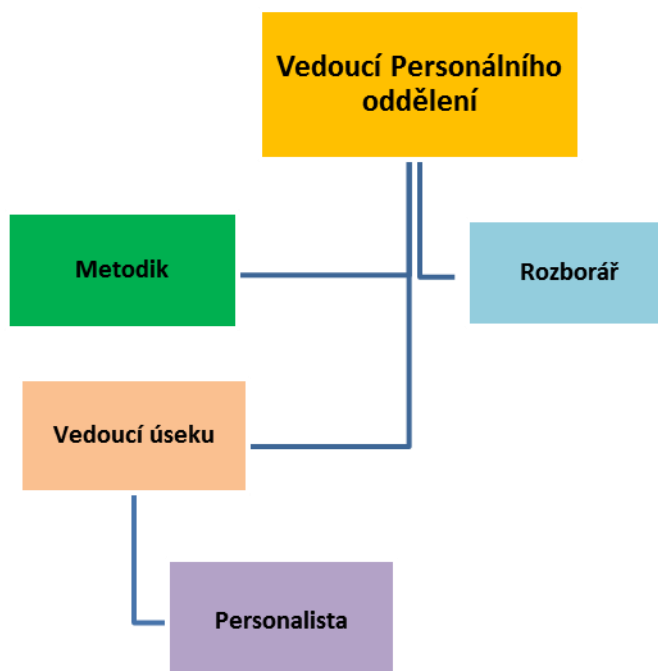 Vedoucí Personálního
oddělení
Metodik
Rozborář
Vedoucí úseku
Personalista